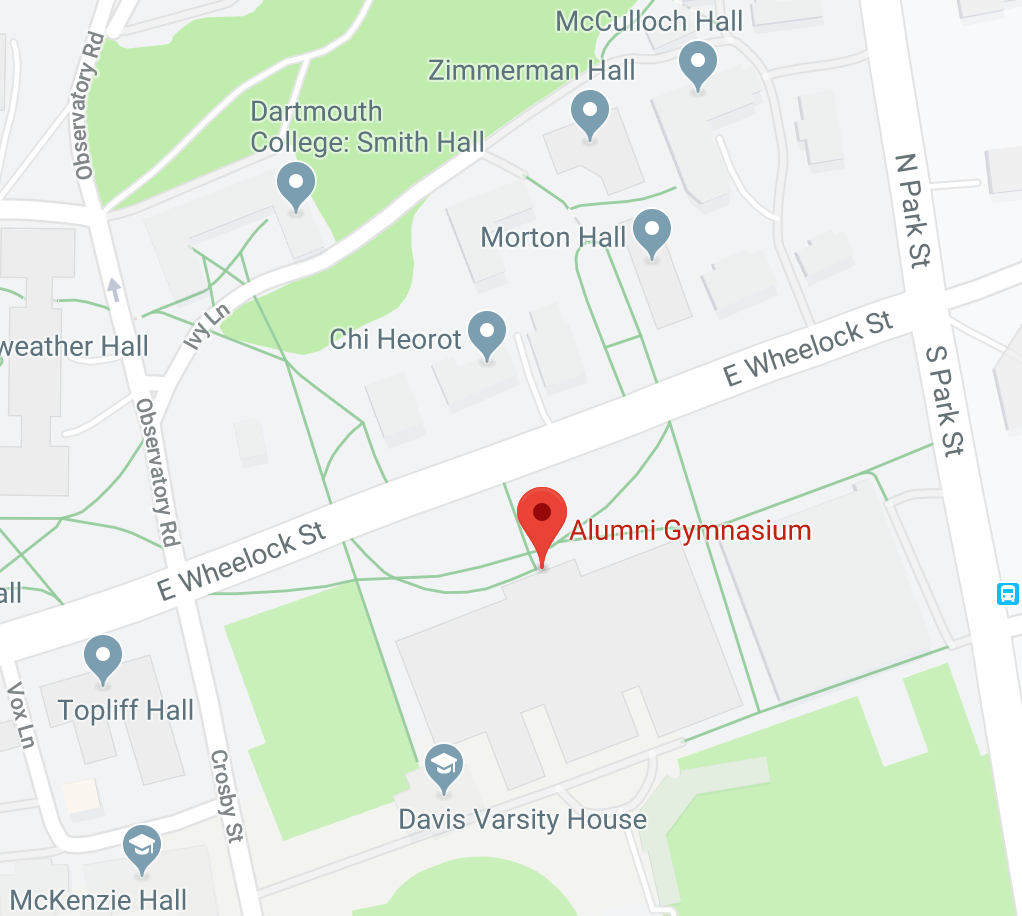 McCulloch Hall
Zimmerman Hall
Observatory Rd
Dartmouth
College: Smith Hall
N Park St
Morton Hall
Ivy Ln
Chi Heorot
weather Hall
E Wheelock St
S Park St
Observatory Rd
Alumni Gymnasium
E Wheelock St
all
Topliff Hall
Vox Ln
Crosby St
Davis Varsity House
McKenzie Hall